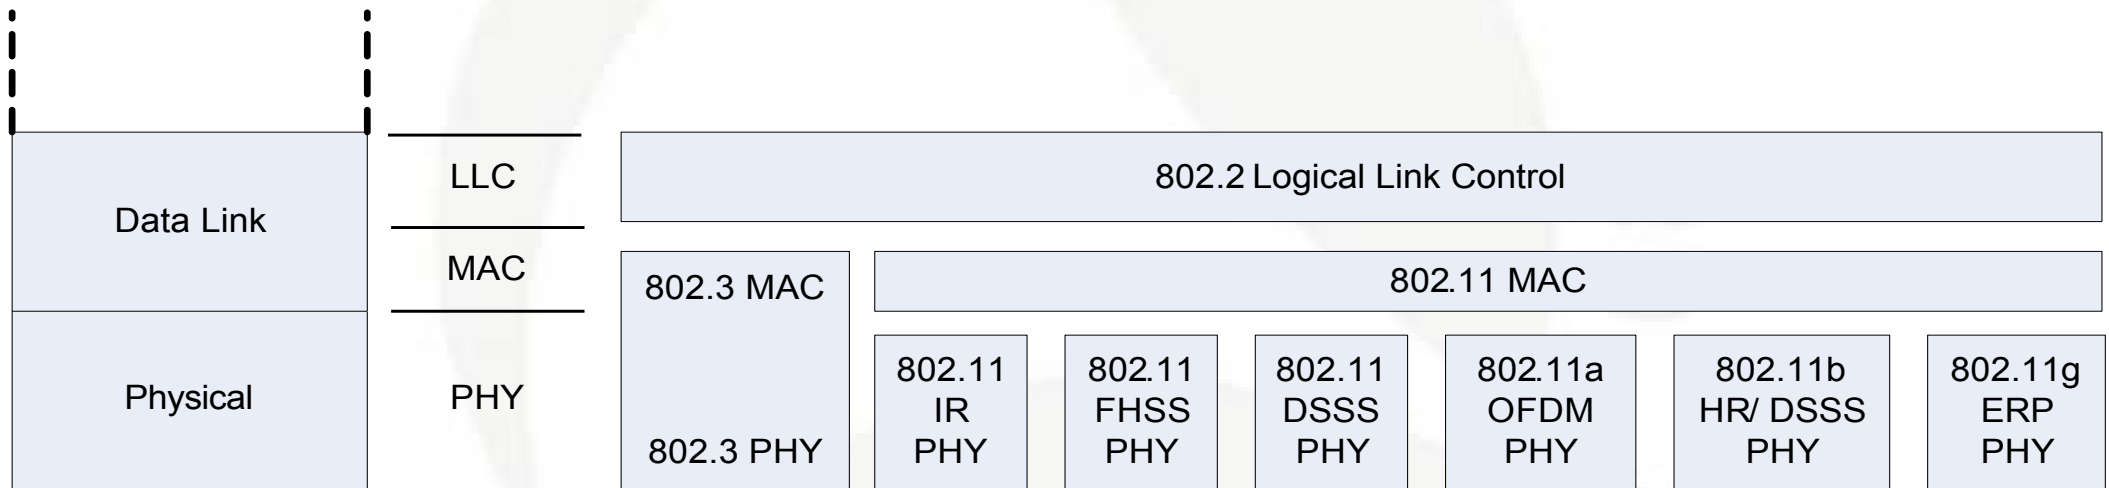 LLC
802.2 Logical Link Control
Data Link
MAC
802.3 MAC
802.11 MAC
Physical
PHY
802.3 PHY
802.11
IR
PHY
802.11
FHSS
PHY
802.11
DSSS
PHY
802.11a
OFDM
PHY
802.11b
HR/ DSSS
PHY
802.11g
ERP
PHY